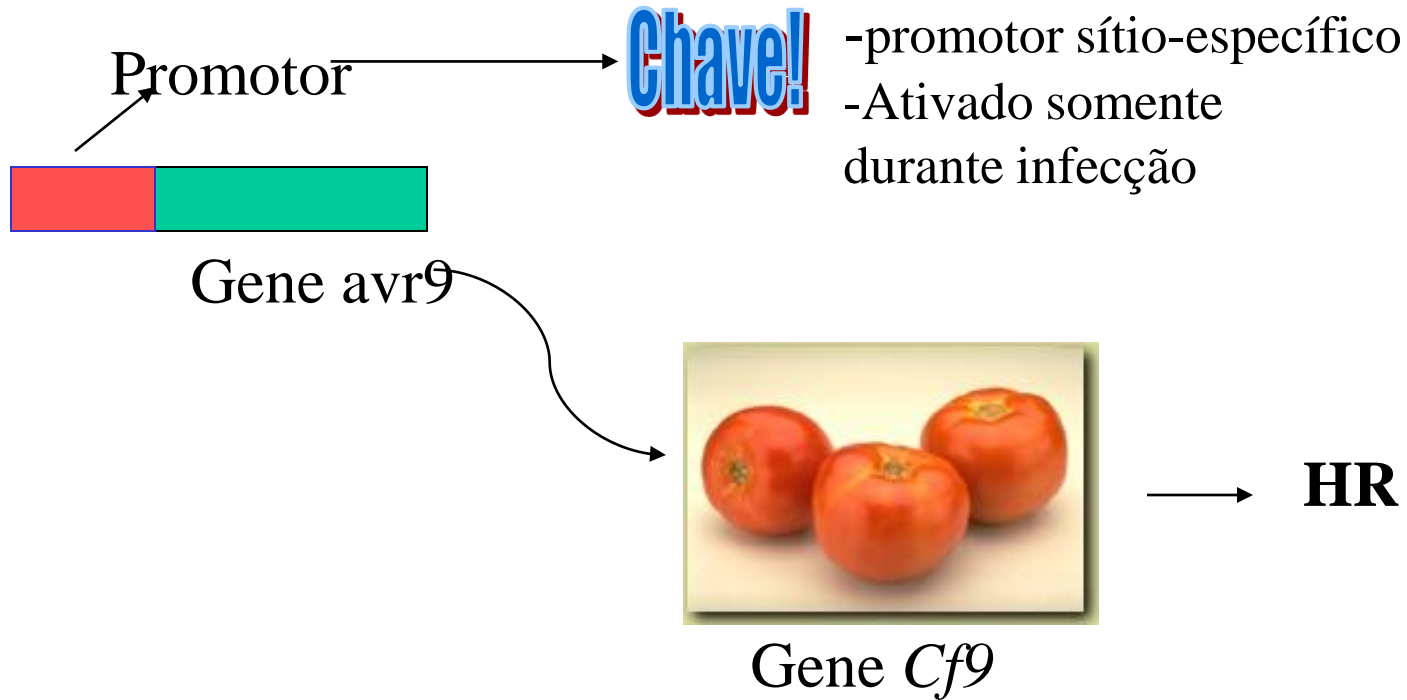 Promotor
Chave!
-promotor sítio-específico
-Ativado somente
durante infecção
Gene avr9
HR
Gene Cf9